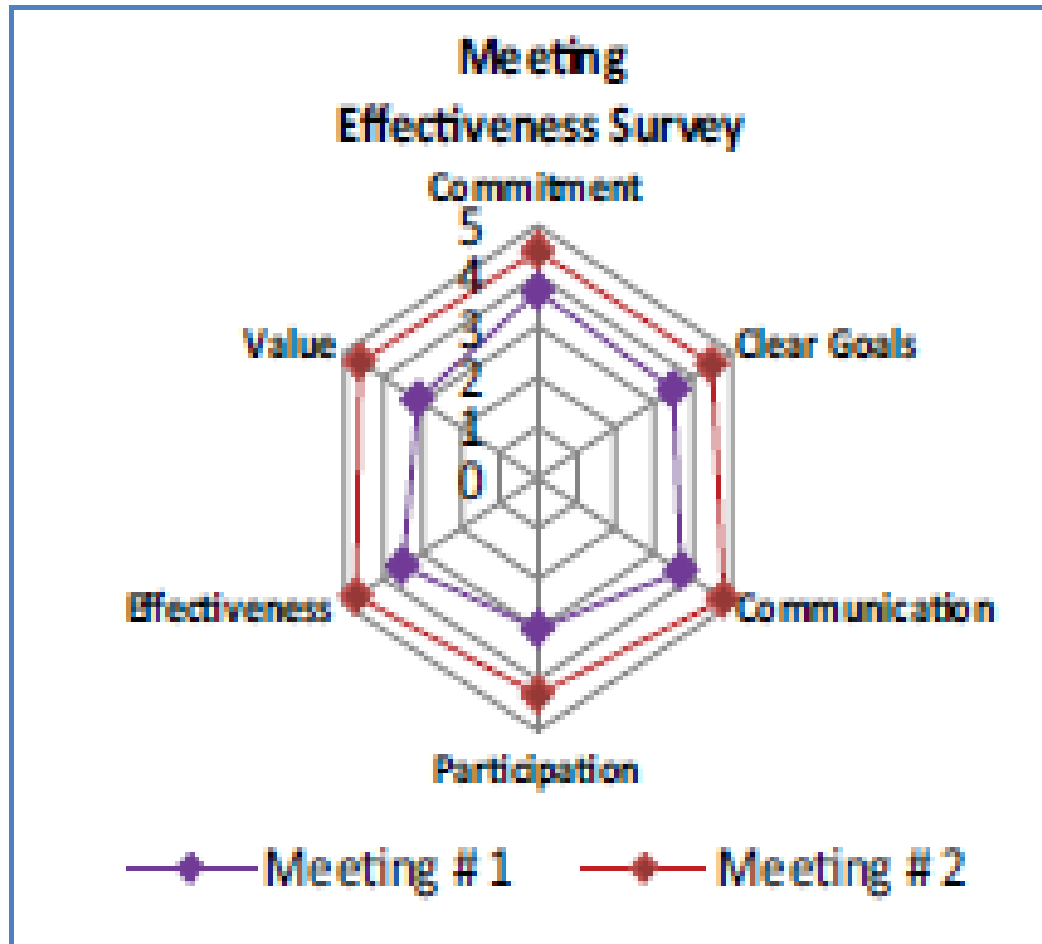 Meeting
Effectiveness Survey
Commitment
5
4
3
2
1
0
Value
Clear Goals
Effectiveness
Communication
Participation
Meeting #1
Meeting #2